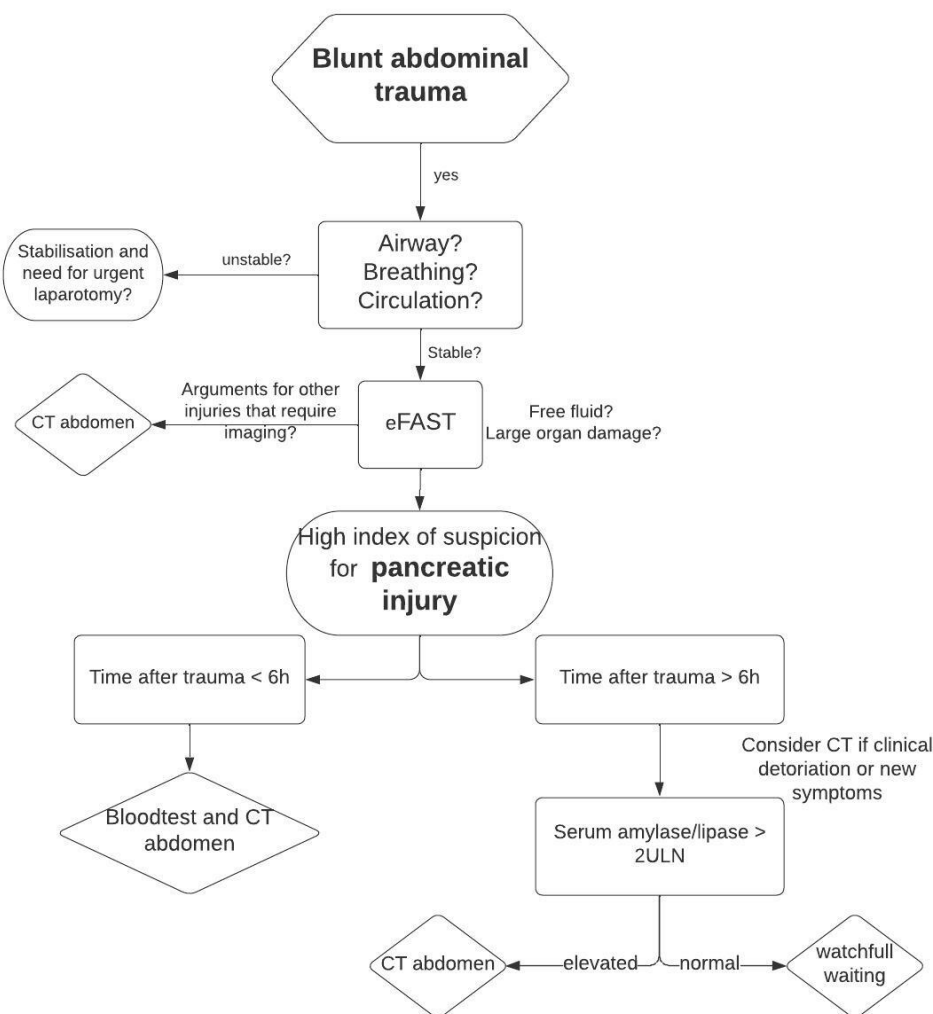 Blunt abdominal
trauma
yes
Airway?
Breathing?
Circulation?
unstable?
Stabilisation and
need for urgent
laparotomy?
Stable?
eFAST
Arguments for other
injuries that require
imaging?
CT abdomen
Free fluid?
Large organ damage?
High index of suspicion
for pancreatic
injury
Time after trauma < 6h
Time after trauma > 6h
Bloodtest and CT
abdomen
Consider CT if clinical
detoriation or new
symptoms
Serum amylase/lipase >
2ULN
elevated
normal
CT abdomen
watchfull
waiting